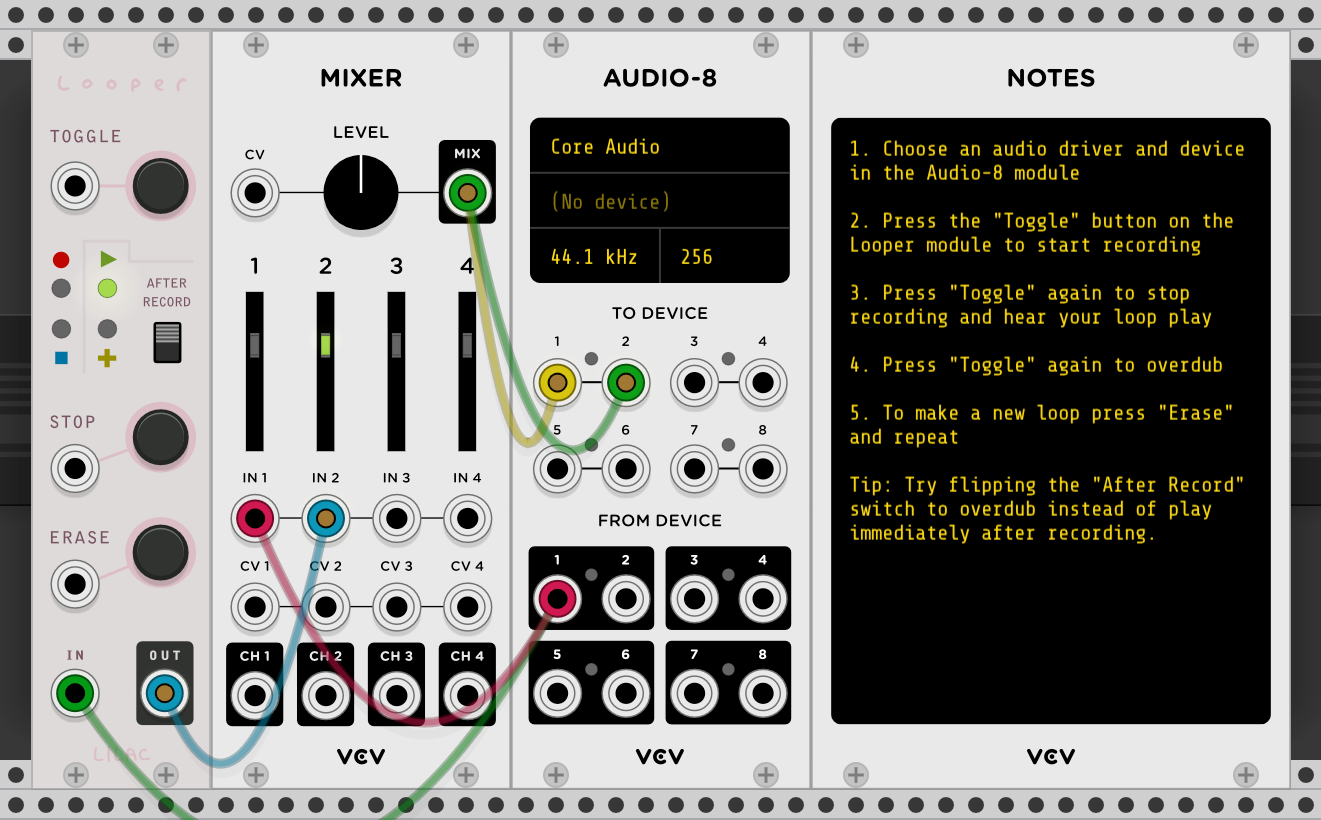 Looper
TOGGLE
AFTER
RECORD
STOP
ERASE
IN
OUT
LILAC
MIXER
LEVEL
CV
MIX
1 2 3 4
IN 1 IN 2 IN 3 IN 4
CV 1 CV 2 CV 3 CV 4
CH 1 CH 2 CH 3 CH 4
VCV
AUDIO-8
Core Audio
(No device)
44.1 kHz 256
TO DEVICE
1 2 3 4
5 6 7 8
FROM DEVICE
1 2 3 4
5 6 7 8
VCV
NOTES
1. Choose an audio driver and device
in the Audio-8 module
2. Press the "Toggle" button on the
Looper module to start recording
3. Press "Toggle" again to stop
recording and hear your loop play
4. Press "Toggle" again to overdub
5. To make a new loop press "Erase"
and repeat
Tip: Try flipping the "After Record"
switch to overdub instead of play
immediately after recording.
VCV